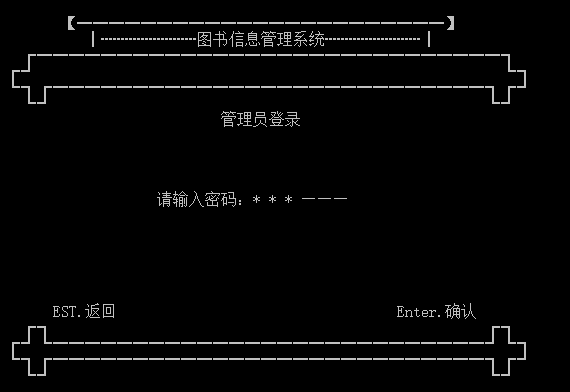 图书信息管理系统
管理员登录
请输入密码：* * * ———
EST.返回 Enter.确认